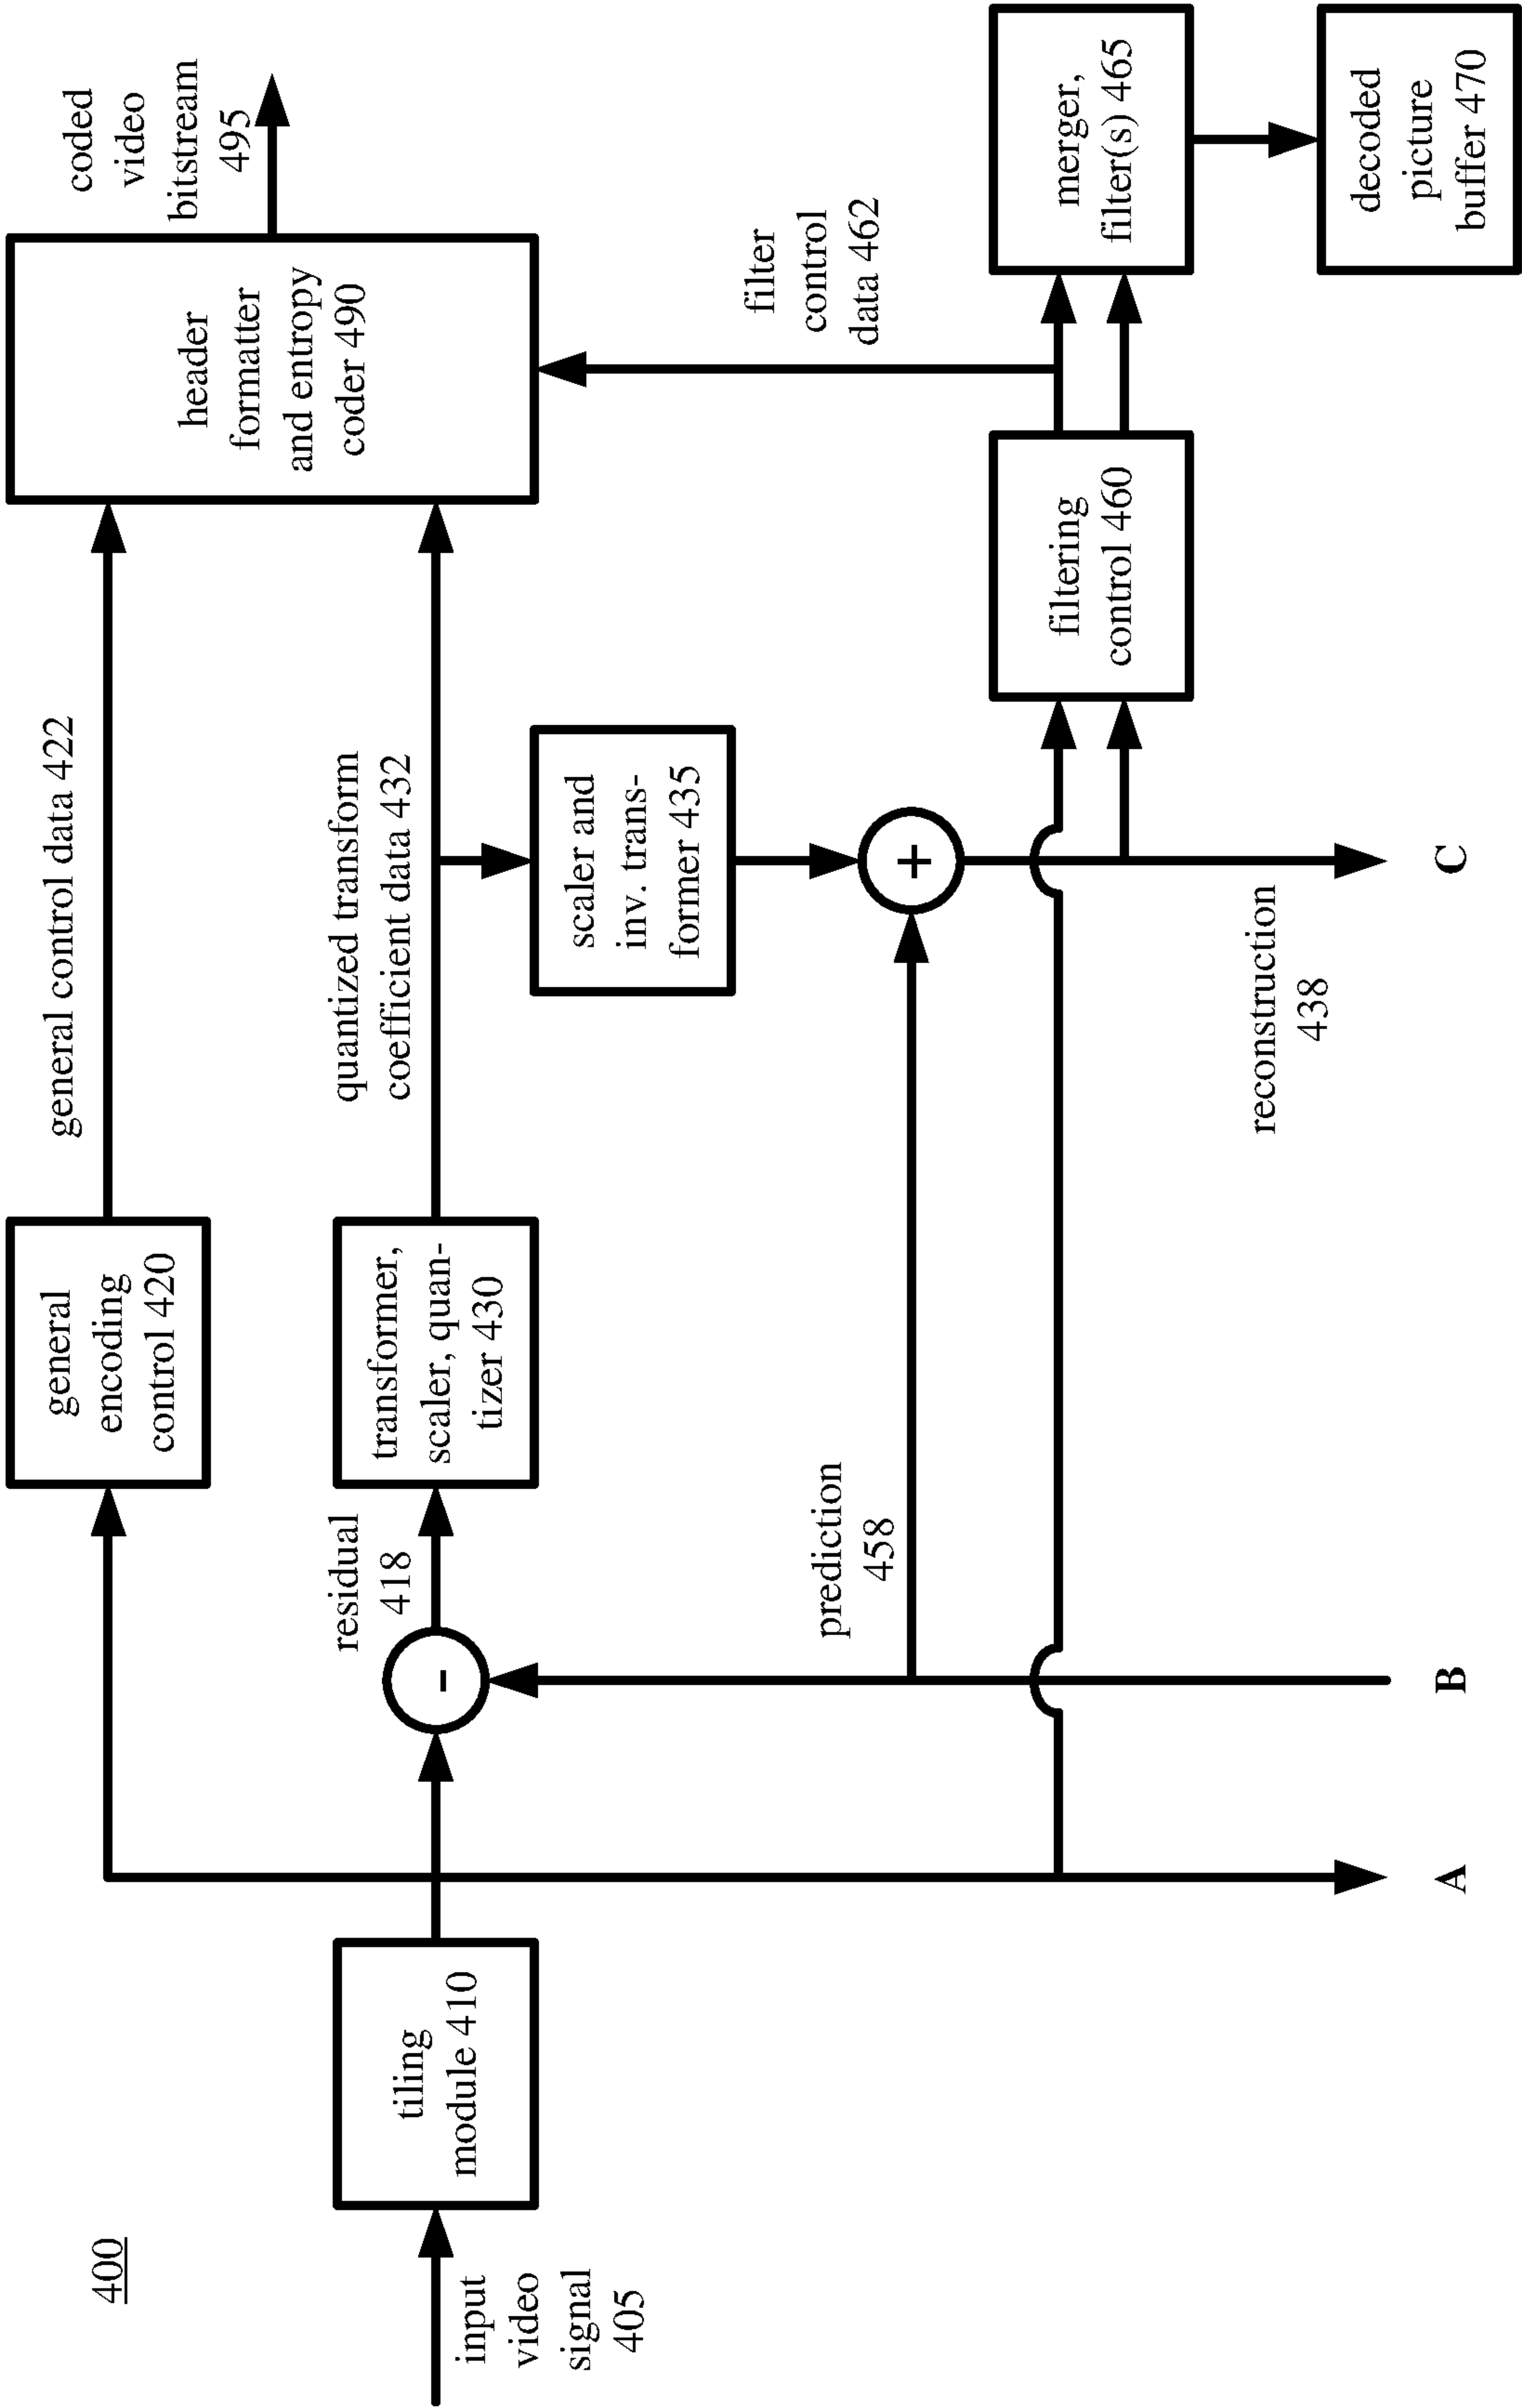 400
input
video
signal
405
tiling
module 410
general
encoding
control 420
general control data 422
header
formatter
and entropy
coder 490
coded
video
bitstream
495
-
residual
418
transformer,
scaler, quan-
tizer 430
quantized transform
coefficient data 432
scaler and
inv. trans-
former 435
prediction
458
+
filter
control
data 462
filtering
control 460
merger,
filter(s) 465
decoded
picture
buffer 470
reconstruction
438
A
B
C